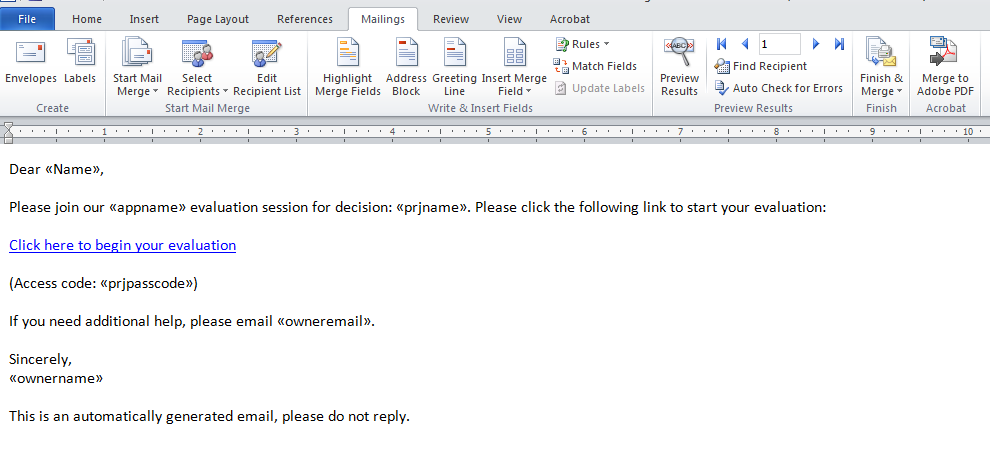 File Home Insert Page Layout References Mailings Review View Acrobat
Envelopes Labels Start Mail Merge Select Recipients Edit Recipient List Highlight Merge Fields Address Block Greeting Line Insert Merge Field Rules Match Fields Update Labels «ABC» Preview Results 1 Find Recipient Auto Check for Errors Finish & Merge Merge to Adobe PDF
Create Start Mail Merge Write & Insert Fields Preview Results Finish Acrobat
1 2 3 4 5 6 7 8 9 10
Dear «Name»,
Please join our «appname» evaluation session for decision: «prjname». Please click the following link to start your evaluation:
Click here to begin your evaluation
(Access code: «prjpasscode»)
If you need additional help, please email «owneremail».
Sincerely,
«ownername»
This is an automatically generated email, please do not reply.